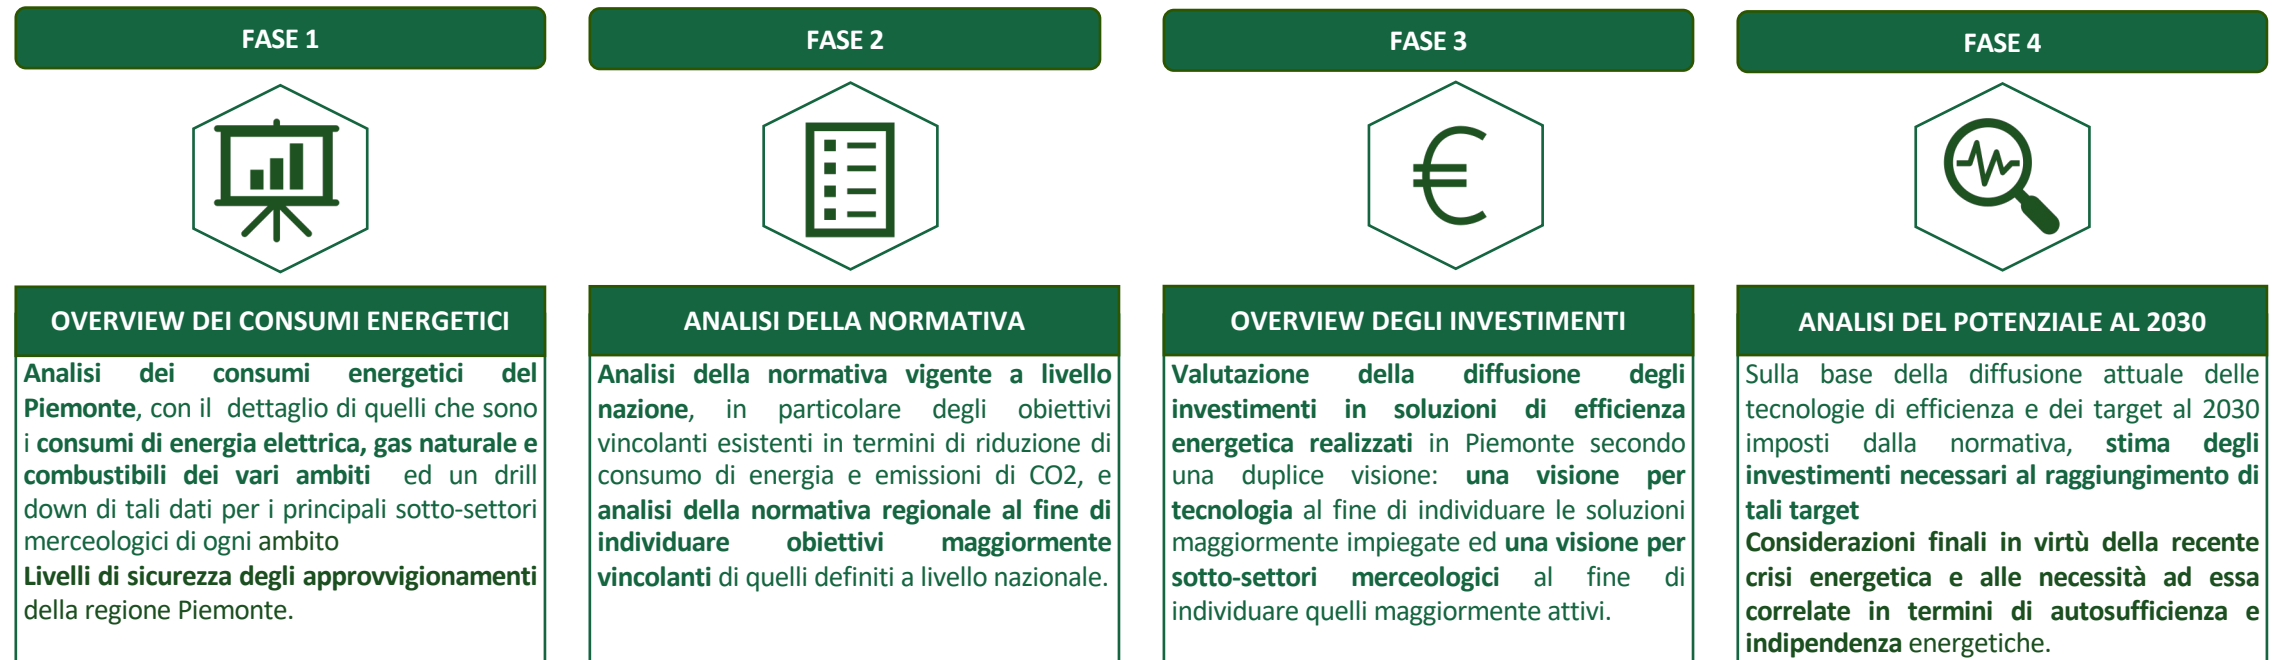 FASE 1
OVERVIEW DEI CONSUMI ENERGETICI
Analisi dei consumi energetici del
Piemonte, con il dettaglio di quelli che sono
i consumi di energia elettrica, gas naturale e
combustibili dei vari ambiti ed un drill
down di tali dati per i principali sotto-settori
merceologici di ogni ambito
Livelli di sicurezza degli approvvigionamenti
della regione Piemonte.
FASE 2
ANALISI DELLA NORMATIVA
Analisi della normativa vigente a livello
nazione, in particolare degli obiettivi
vincolanti esistenti in termini di riduzione di
consumo di energia e emissioni di CO2, e
analisi della normativa regionale al fine di
individuare obiettivi maggiormente
vincolanti di quelli definiti a livello nazionale.
FASE 3
€
OVERVIEW DEGLI INVESTIMENTI
Valutazione della diffusione degli
investimenti in soluzioni di efficienza
energetica realizzati in Piemonte secondo
una duplice visione: una visione per
tecnologia al fine di individuare le soluzioni
maggiormente impiegate ed una visione per
sotto-settori merceologici al fine di
individuare quelli maggiormente attivi.
FASE 4
ANALISI DEL POTENZIALE AL 2030
Sulla base della diffusione attuale delle
tecnologie di efficienza e dei target al 2030
imposti dalla normativa, stima degli
investimenti necessari al raggiungimento di
tali target
Considerazioni finali in virtù della recente
crisi energetica e alle necessità ad essa
correlate in termini di autosufficienza e
indipendenza energetiche.